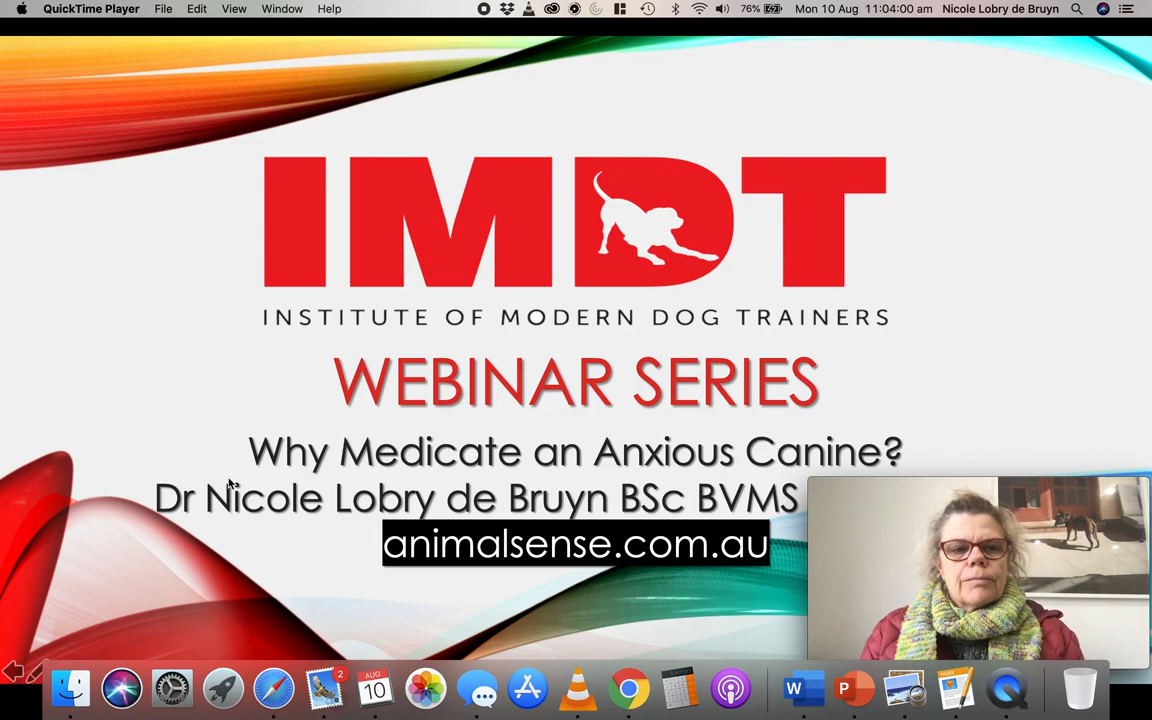 QuickTime Player File Edit View Window Help 76% Mon 10 Aug 11:04:00 am Nicole Lobry de Bruyn
IMDT
INSTITUTE OF MODERN DOG TRAINERS
WEBINAR SERIES
Why Medicate an Anxious Canine?
Dr Nicole Lobry de Bruyn BSc BVMS
animalsense.com.au
2
AUG
10
W
P